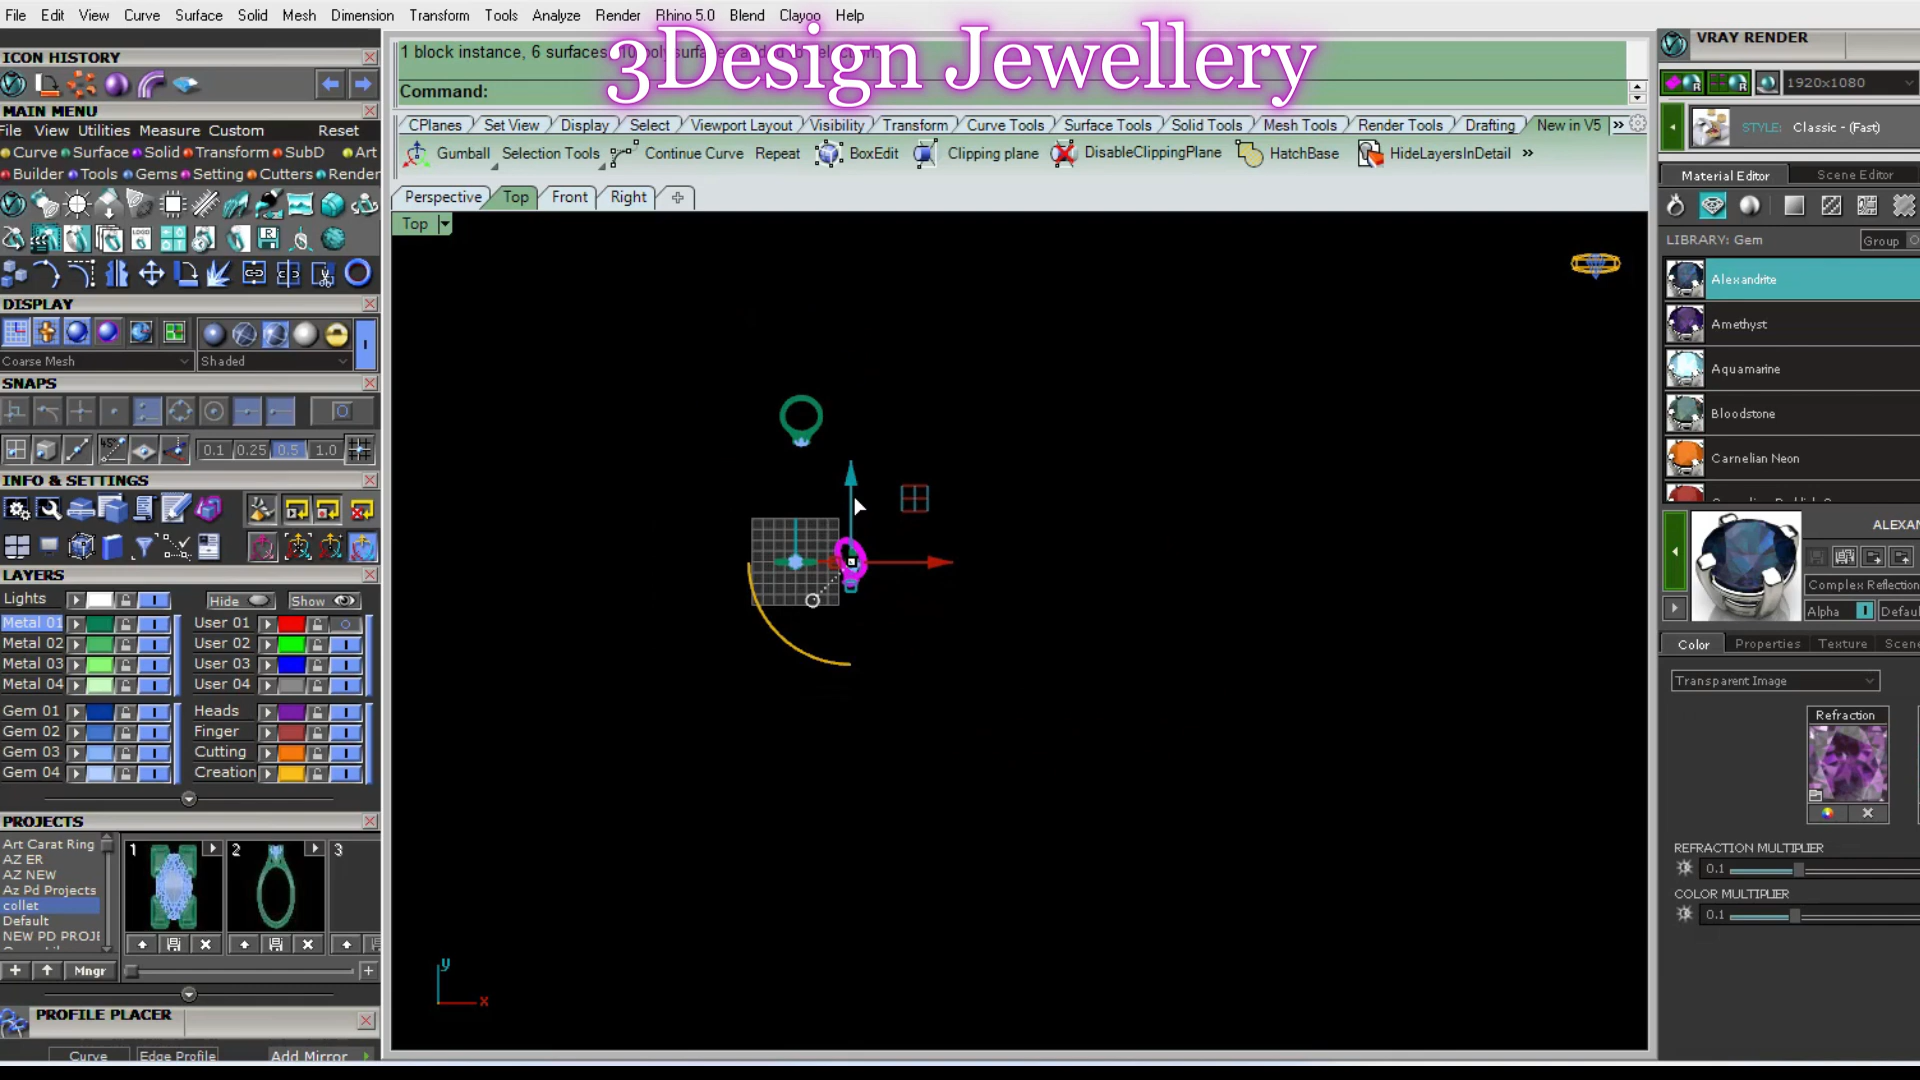 File Edit View Curve Surface Solid Mesh Dimension Transform Tools Analyze Render Rhino 5.0 Blend Clayoo Help
3Design Jewellery
1 block instance, 6 surfaces,
Command:
ICON HISTORY
MAIN MENU
File View Utilities Measure Custom Reset
Curve Surface Solid Transform SubD Art
Builder Tools Gems Setting Cutters Render
DISPLAY
Coarse Mesh Shaded
SNAPS
45°
0.1 0.25 0.5 1.0
INFO & SETTINGS
LAYERS
Lights Hide Show
Metal 01 User 01
Metal 02 User 02
Metal 03 User 03
Metal 04 User 04
Gem 01 Heads
Gem 02 Finger
Gem 03 Cutting
Gem 04 Creation
PROJECTS
Art Carat Ring
AZ ER
AZ NEW
Az Pd Projects
collet
Default
NEW PD PROJE
1 2 3
+ Mngr +
PROFILE PLACER
Curve Edge Profile Add Mirror
CPlanes Set View Display Select Viewport Layout Visibility Transform Curve Tools Surface Tools Solid Tools Mesh Tools Render Tools Drafting New in V5 »
Gumball Selection Tools Continue Curve Repeat BoxEdit Clipping plane DisableClippingPlane HatchBase HideLayersInDetail »
Perspective Top Front Right
Top
y
x
VRAY RENDER
1920x1080
STYLE: Classic - (Fast)
Material Editor Scene Editor
LIBRARY: Gem Group
Alexandrite
Amethyst
Aquamarine
Bloodstone
Carnelian Neon
ALEXAN
Complex Reflection
Alpha Defaul
Color Properties Texture Scene
Transparent Image
Refraction
REFRACTION MULTIPLIER
0.1
COLOR MULTIPLIER
0.1